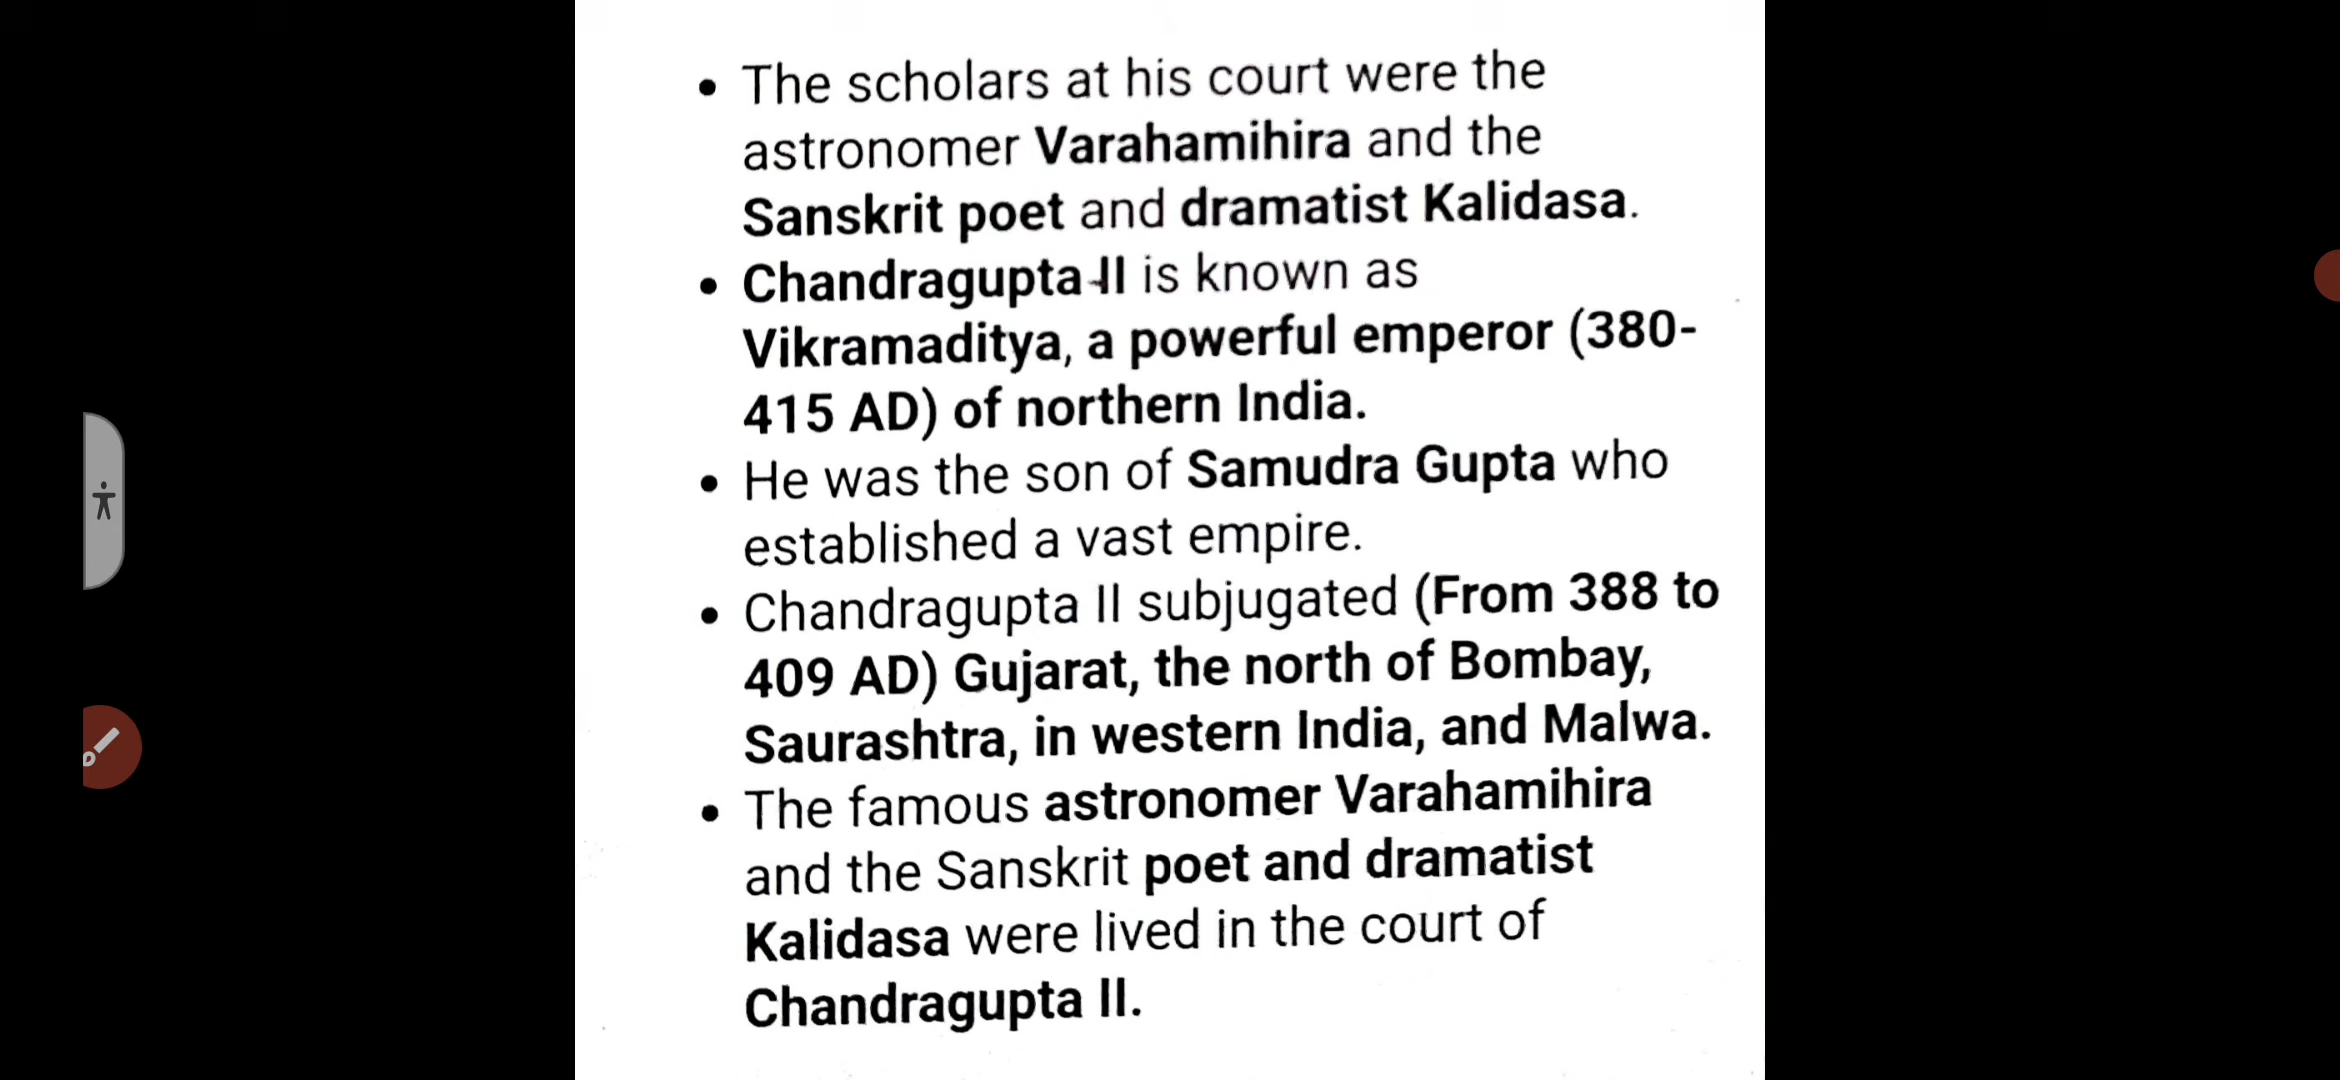 • The scholars at his court were the
astronomer Varahamihira and the
Sanskrit poet and dramatist Kalidasa.
• Chandragupta-II is known as
Vikramaditya, a powerful emperor (380-
415 AD) of northern India.
• He was the son of Samudra Gupta who
established a vast empire.
• Chandragupta II subjugated (From 388 to
409 AD) Gujarat, the north of Bombay,
Saurashtra, in western India, and Malwa.
• The famous astronomer Varahamihira
and the Sanskrit poet and dramatist
Kalidasa were lived in the court of
Chandragupta II.